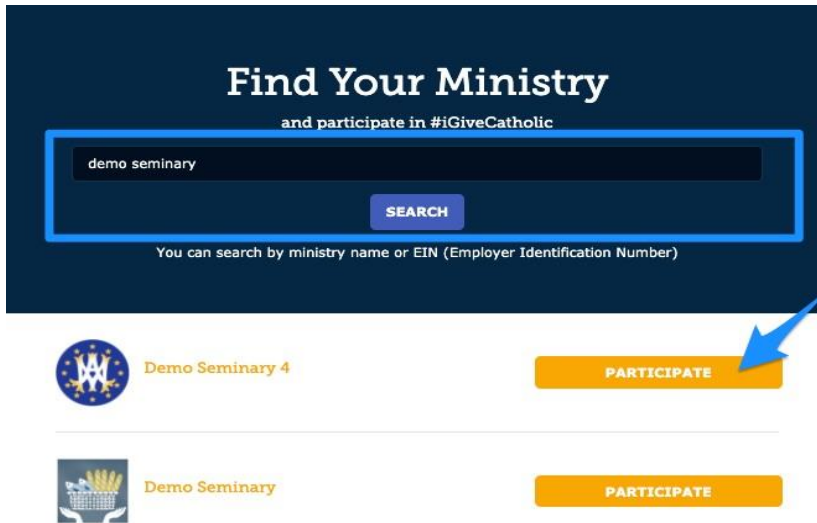 Find Your Ministry
and participate in #iGiveCatholic
demo seminary
SEARCH
You can search by ministry name or EIN (Employer Identification Number)
Demo Seminary 4
PARTICIPATE
Demo Seminary
PARTICIPATE